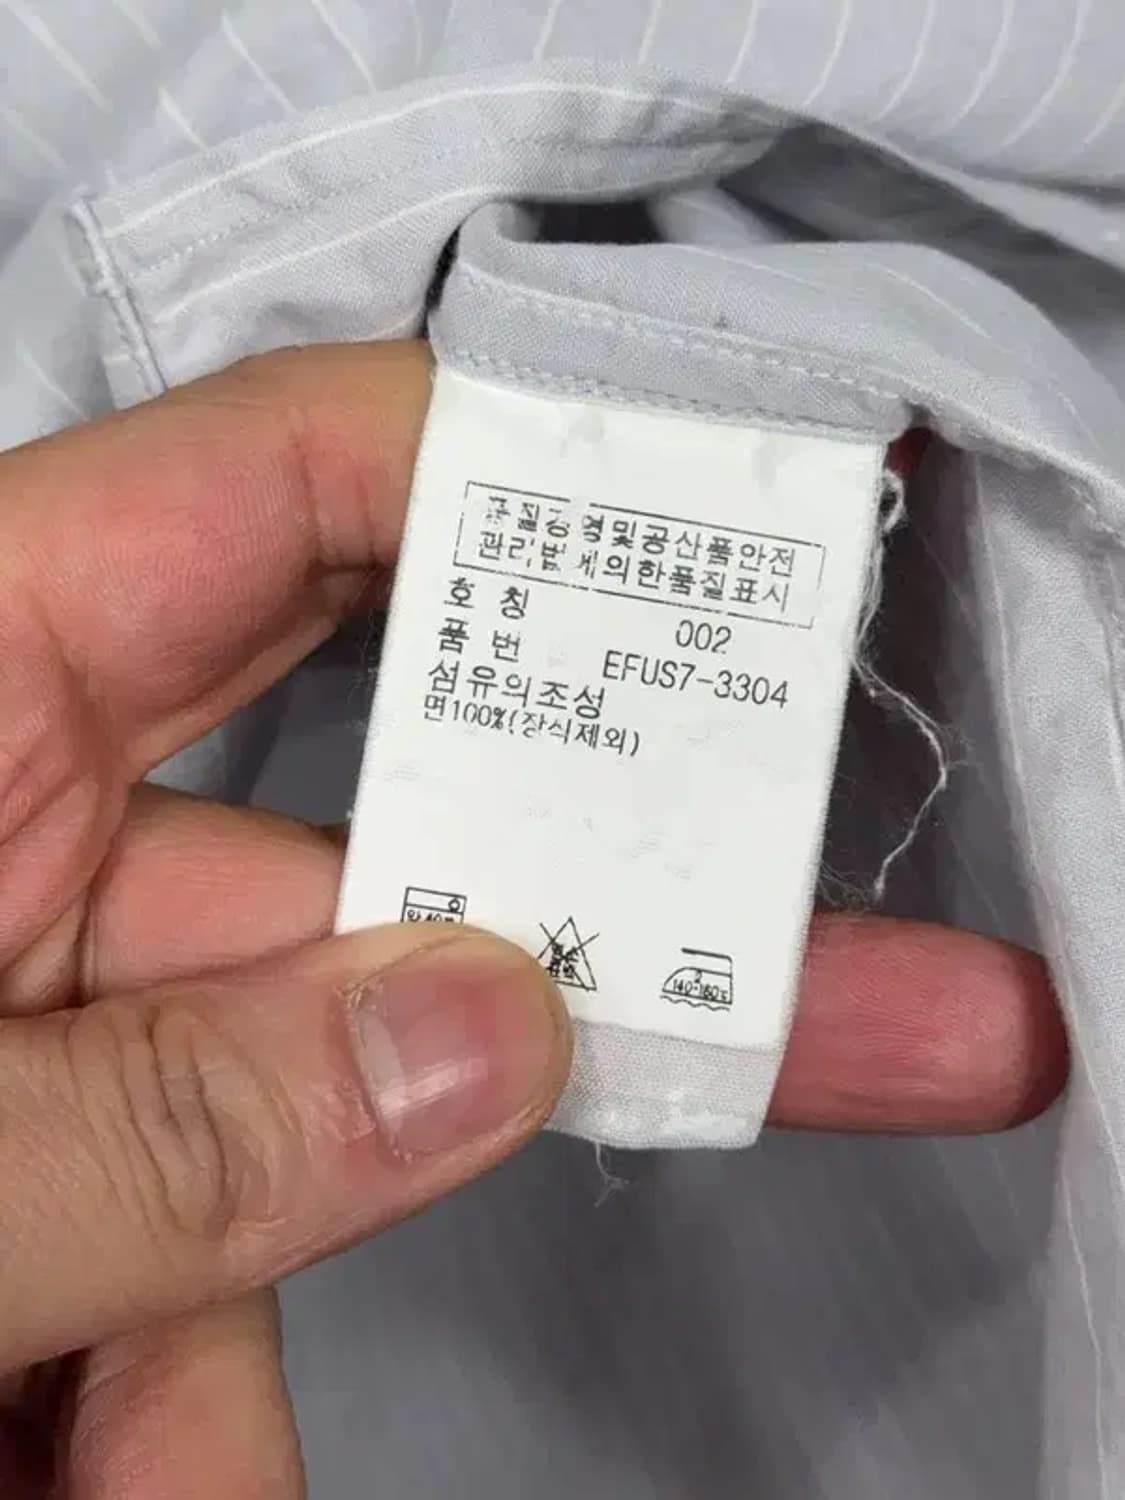 품질경영및공산품안전
관리법에의한품질표시
호 칭 002
품 번 EFUS7-3304
섬유의조성
면100%(장식제외)
140-160℃